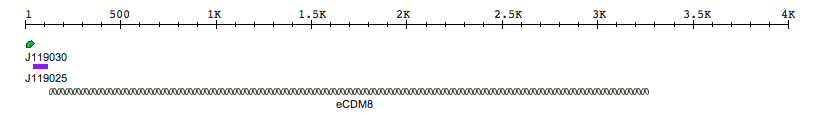 1 500 1K 1.5K 2K 2.5K 3K 3.5K 4K
J119030
J119025
eCDM8